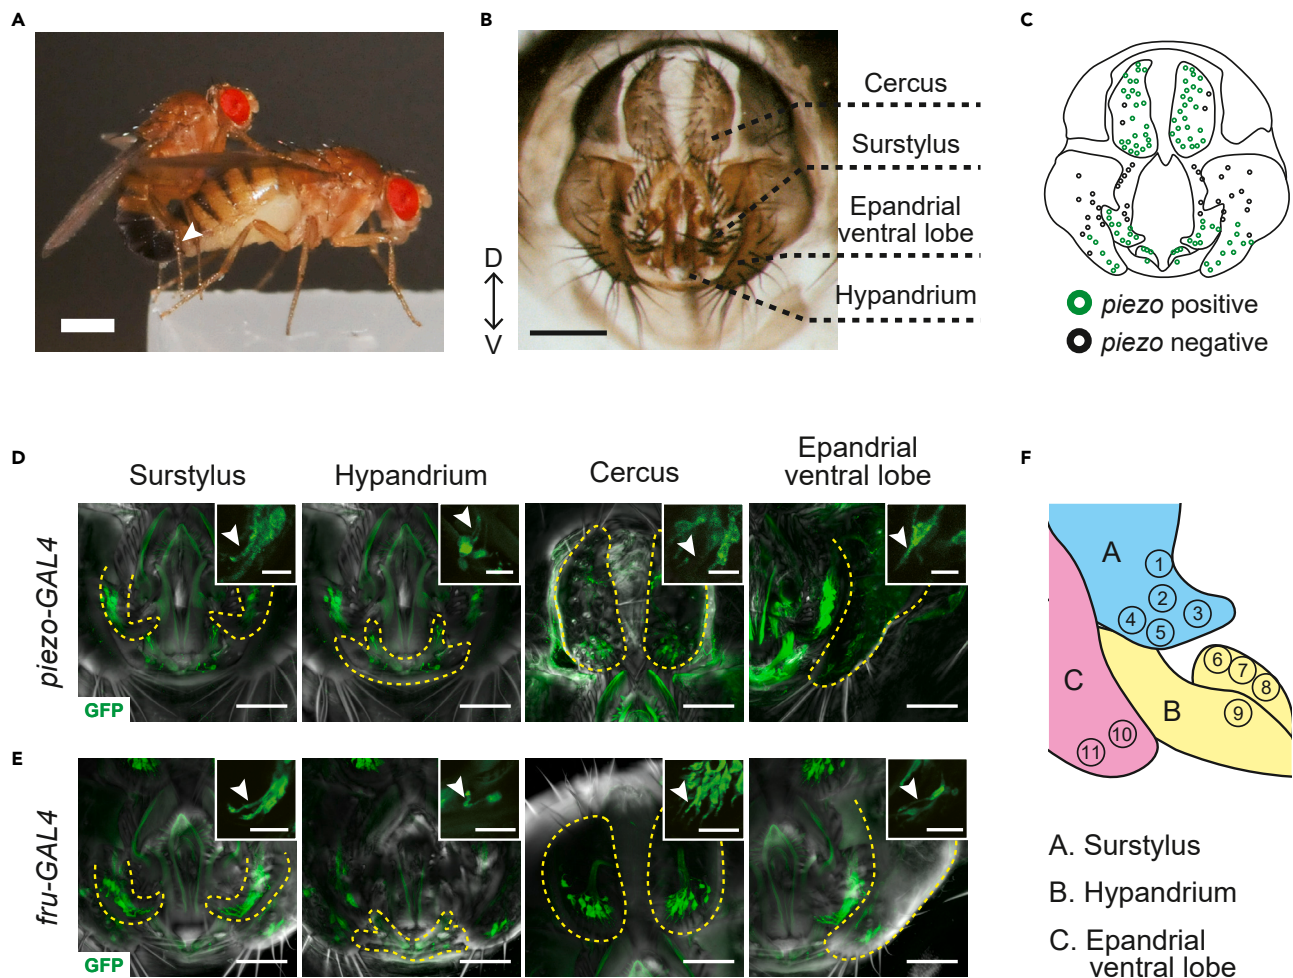 A
B
C
Cercus
Surstylus
Epandrial
ventral lobe
Hypandrium
D
V
piezo positive
piezo negative
D
Surstylus
Hypandrium
Cercus
Epandrial
ventral lobe
piezo-GAL4
GFP
E
fru-GAL4
GFP
F
A
1
2
3
4
5
6
7
8
9
10
11
C
B
A. Surstylus
B. Hypandrium
C. Epandrial
ventral lobe